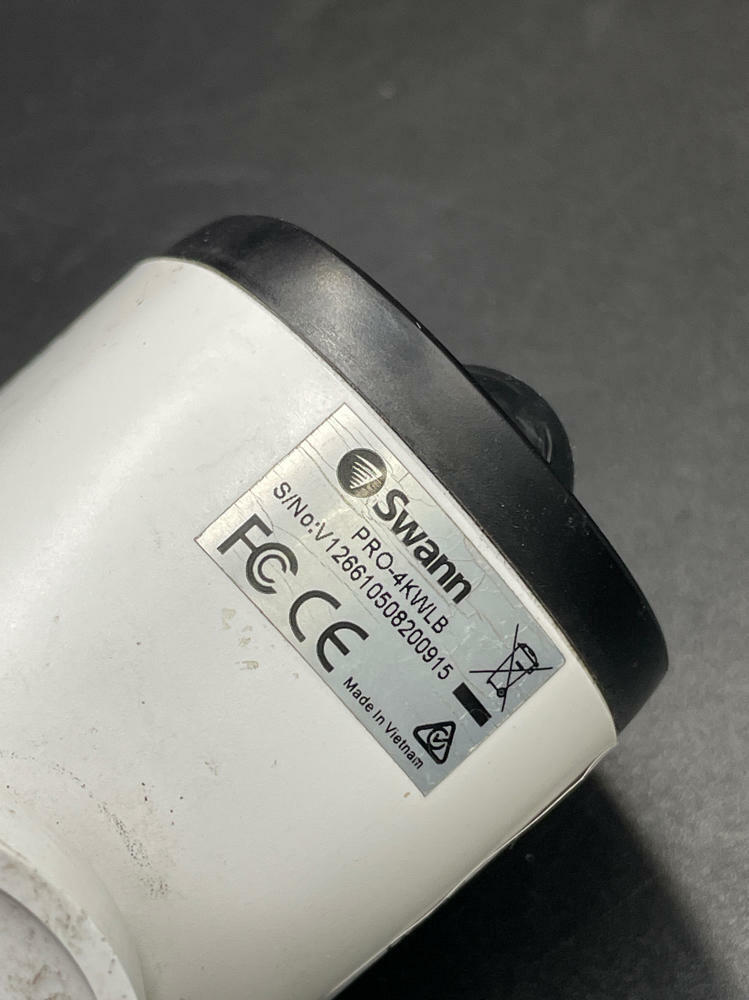 Swann
PRO-4KWLB
S/No:V126610508200915
FC CE
Made In Vietnam